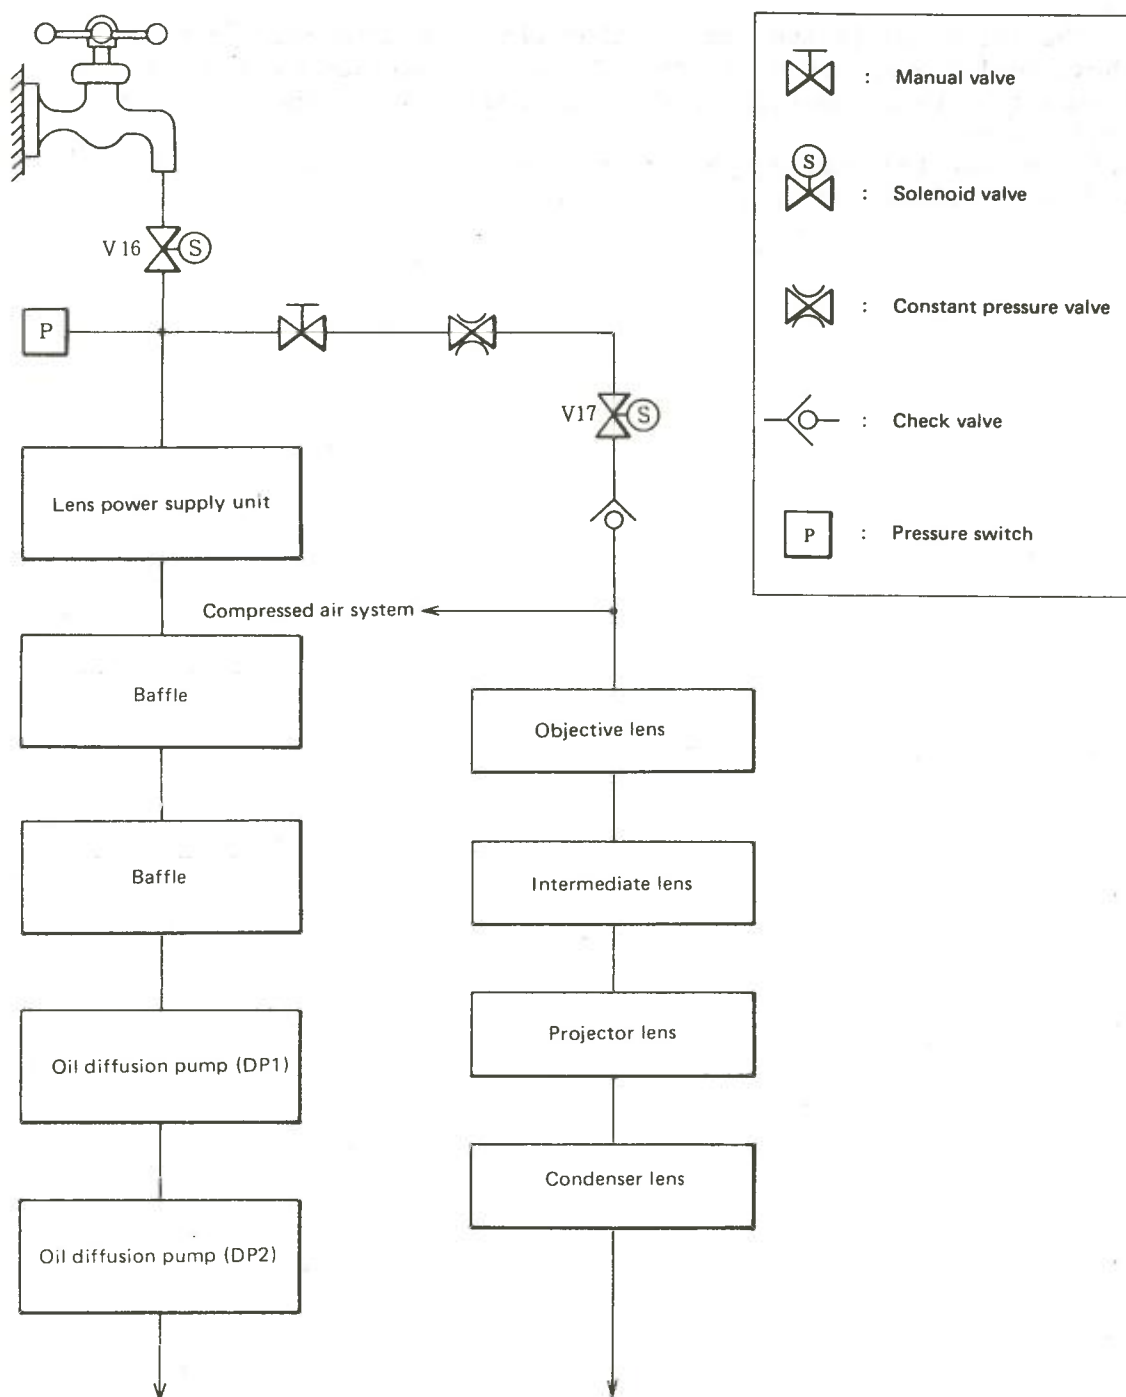 V 16
S
P
V17
S
Lens power supply unit
Compressed air system
Baffle
Objective lens
Baffle
Intermediate lens
Oil diffusion pump (DP1)
Projector lens
Oil diffusion pump (DP2)
Condenser lens
: Manual valve
S
: Solenoid valve
: Constant pressure valve
: Check valve
P : Pressure switch